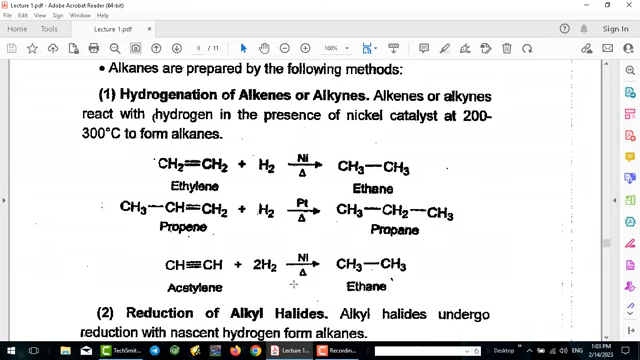 Lecture 1.pdf - Adobe Acrobat Reader (64-bit)
File Edit View Sign Window Help
Home Tools Lecture 1.pdf × Sign In
8 / 11 166%
• Alkanes are prepared by the following methods:
(1) Hydrogenation of Alkenes or Alkynes. Alkenes or alkynes
react with hydrogen in the presence of nickel catalyst at 200-
300°C to form alkanes.
CH₂═CH₂ + H₂ Ni Δ → CH₃—CH₃
Ethylene Ethane
CH₃—CH═CH₂ + H₂ Pt Δ → CH₃—CH₂—CH₃
Propene Propane
CH≡CH + 2H₂ Ni Δ → CH₃—CH₃
Acetylene Ethane
(2) Reduction of Alkyl Halides. Alkyl halides undergo
reduction with nascent hydrogen form alkanes.
1:03 PM
2/14/2023
TechSmit... Lecture 1... Recording...